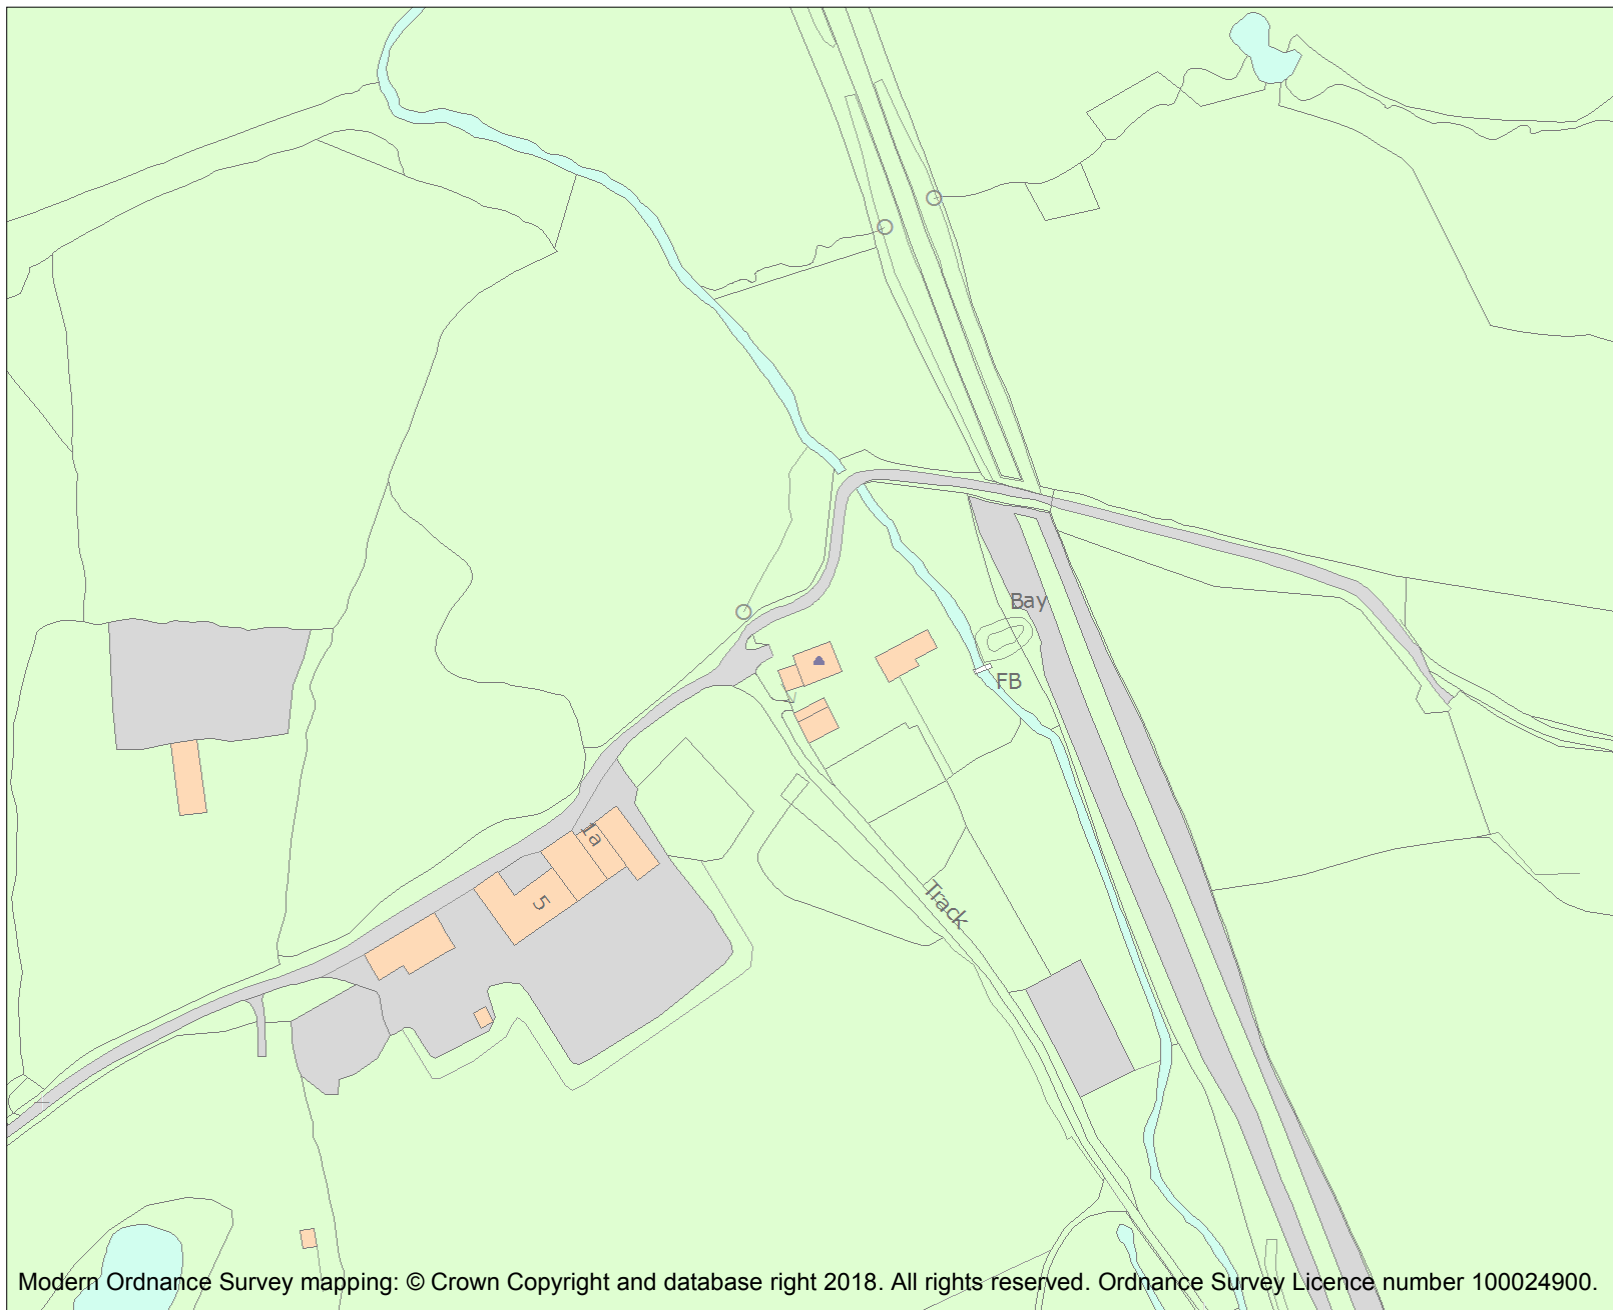 Bay
FB
1a
5
Track
Modern Ordnance Survey mapping: © Crown Copyright and database right 2018. All rights reserved. Ordnance Survey Licence number 100024900.